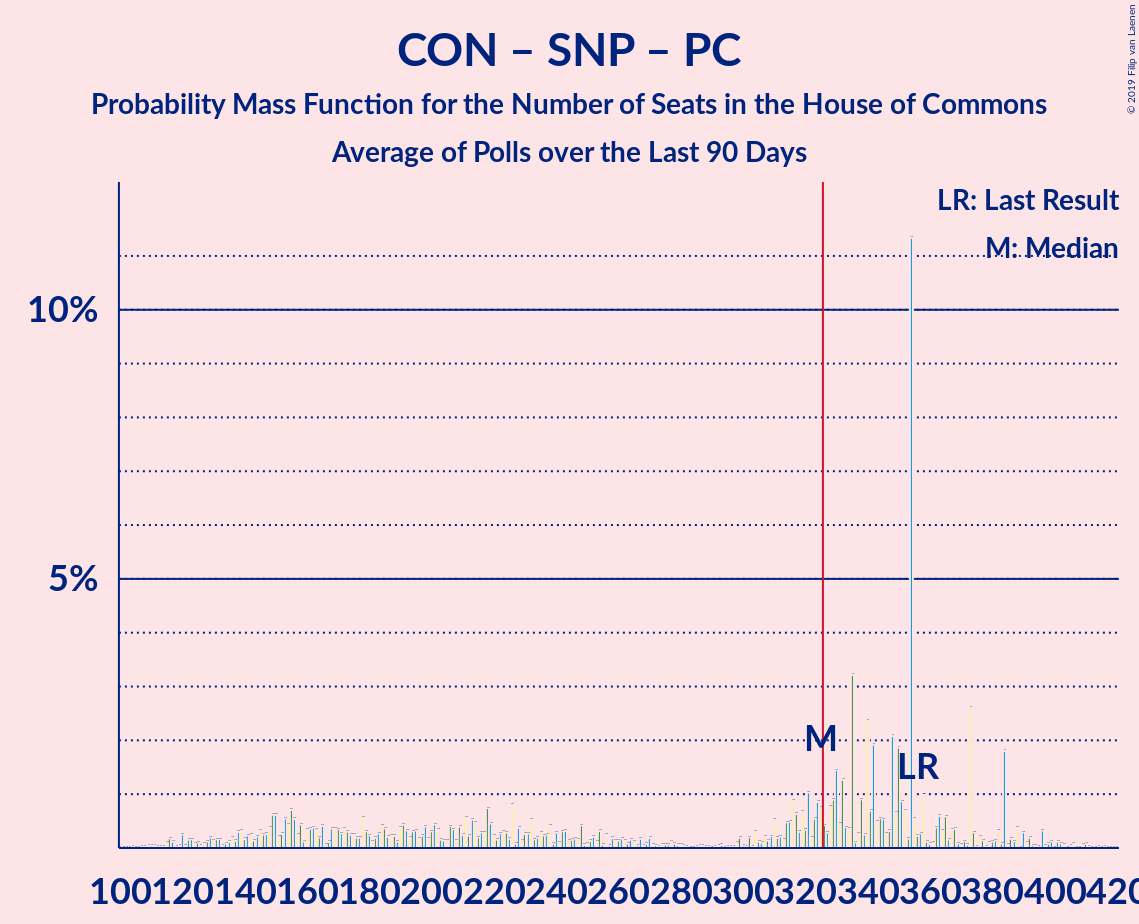 CON – SNP – PC
Probability Mass Function for the Number of Seats in the House of Commons
Average of Polls over the Last 90 Days
© 2019 Filip van Laenen
LR: Last Result
M: Median
10%
5%
M
LR
100 120 140 160 180 200 220 240 260 280 300 320 340 360 380 400 420